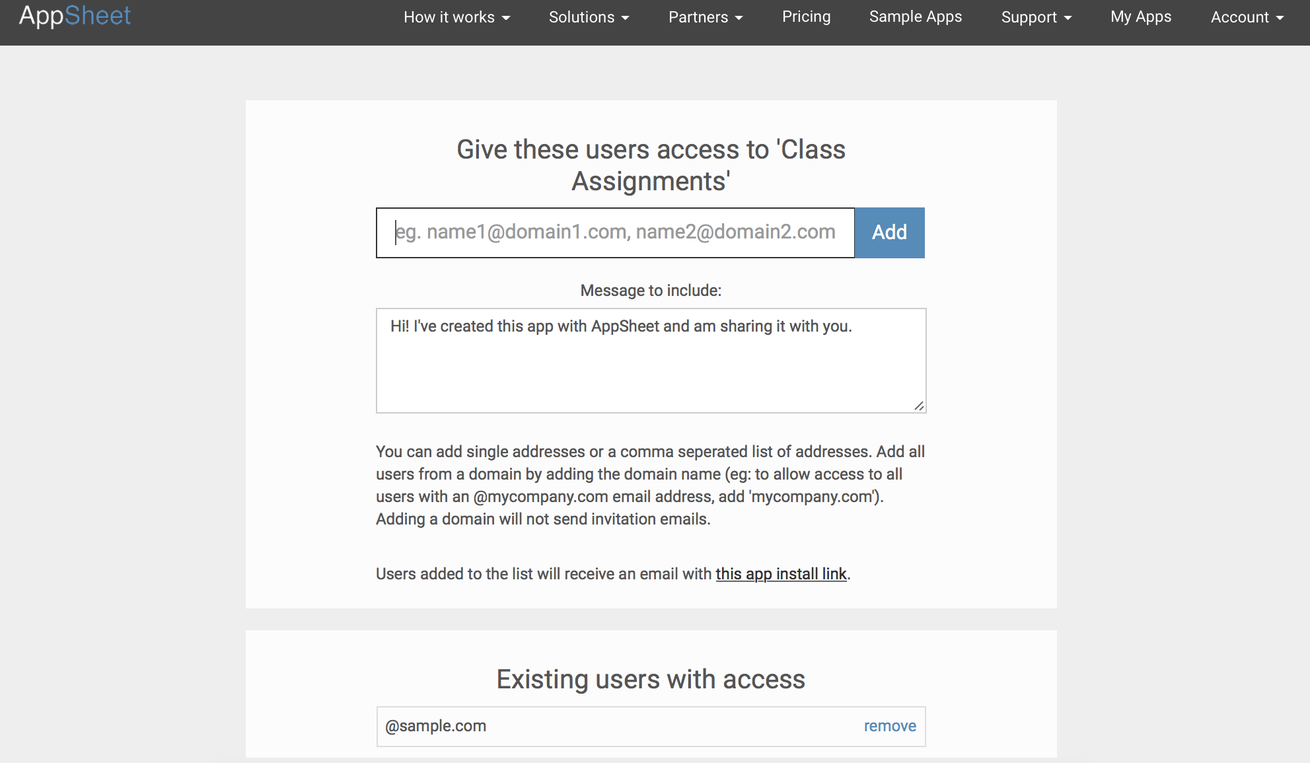 AppSheet How it works Solutions Partners Pricing Sample Apps Support My Apps Account
Give these users access to 'Class
Assignments'
eg. name1@domain1.com, name2@domain2.com Add
Message to include:
Hi! I've created this app with AppSheet and am sharing it with you.
You can add single addresses or a comma seperated list of addresses. Add all
users from a domain by adding the domain name (eg: to allow access to all
users with an @mycompany.com email address, add 'mycompany.com').
Adding a domain will not send invitation emails.
Users added to the list will receive an email with this app install link.
Existing users with access
@sample.com remove